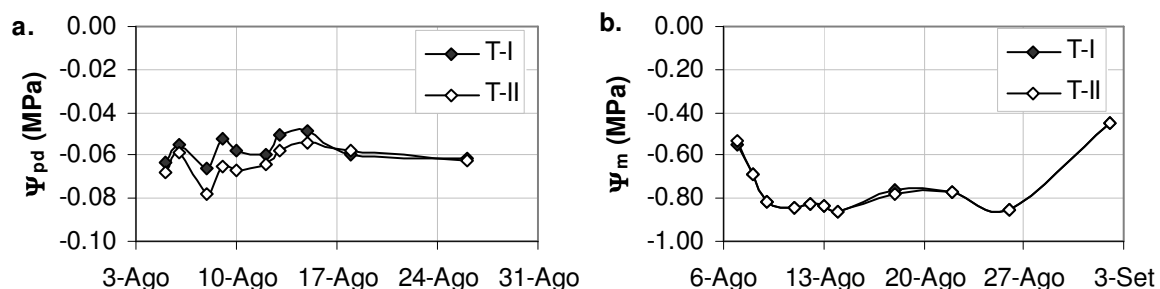 a.
Ψpd (MPa)
0.00
-0.02
-0.04
-0.06
-0.08
-0.10
3-Ago 10-Ago 17-Ago 24-Ago 31-Ago
T-I
T-II
b.
Ψm (MPa)
0.00
-0.20
-0.40
-0.60
-0.80
-1.00
6-Ago 13-Ago 20-Ago 27-Ago 3-Set
T-I
T-II